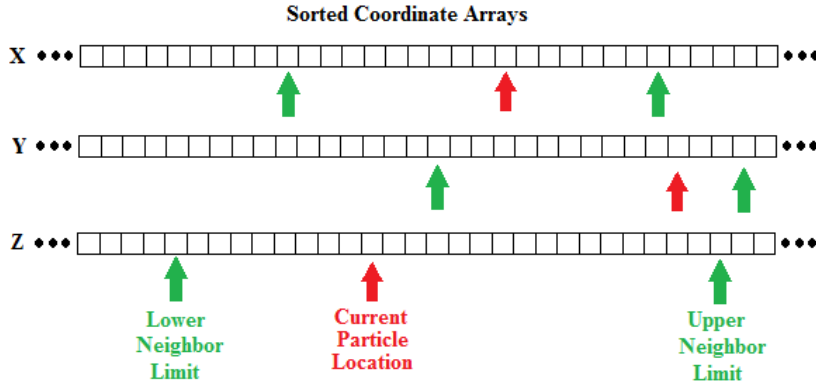 Sorted Coordinate Arrays
X
Y
Z
Lower
Neighbor
Limit
Current
Particle
Location
Upper
Neighbor
Limit